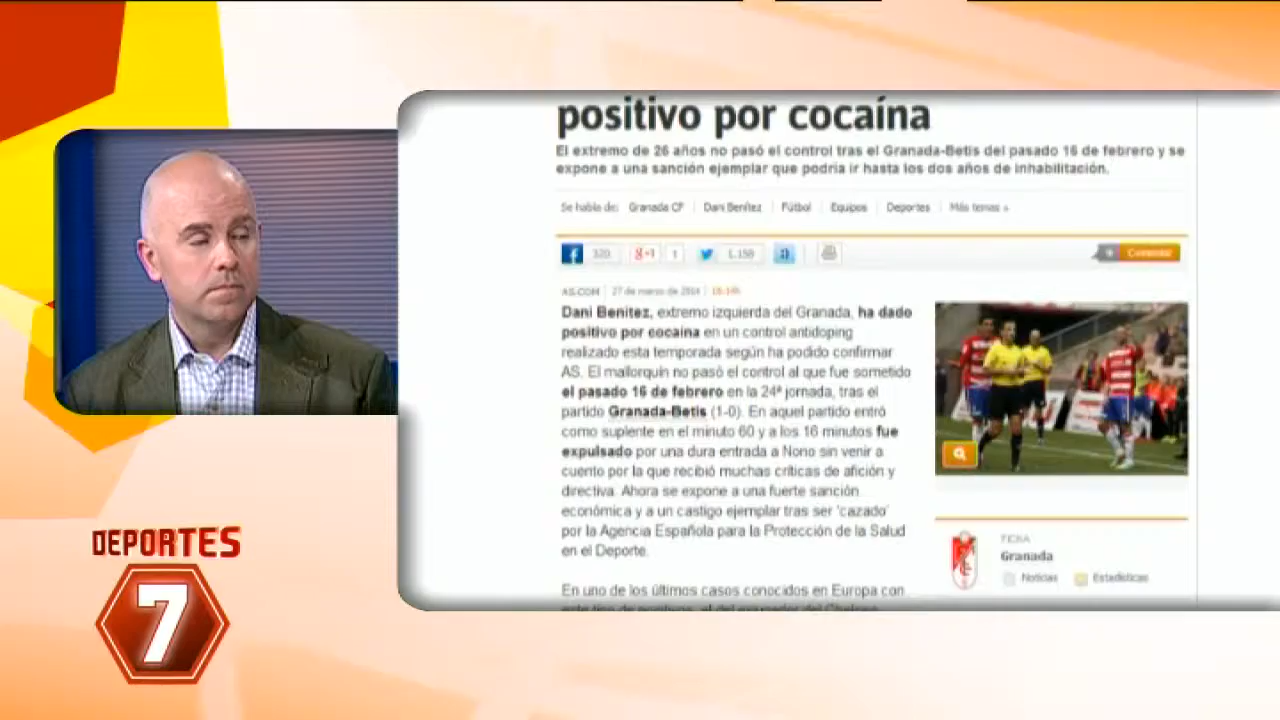 positivo por cocaína
El extremo de 26 años no pasó el control tras el Granada-Betis del pasado 16 de febrero y se
expone a una sanción ejemplar que podría ir hasta los dos años de inhabilitación.
Se habla de: Granada CF Dani Benítez Fútbol Equipos Deportes Más temas
320 g+1 1 1.158
Comentar
AS.COM 27 de marzo de 2014
Dani Benítez, extremo izquierda del Granada, ha dado
positivo por cocaína en un control antidoping
realizado esta temporada según ha podido confirmar
AS. El mallorquín no pasó el control al que fue sometido
el pasado 16 de febrero en la 24ª jornada, tras el
partido Granada-Betis (1-0). En aquel partido entró
como suplente en el minuto 60 y a los 16 minutos fue
expulsado por una dura entrada a Nono sin venir a
cuento por la que recibió muchas críticas de afición y
directiva. Ahora se expone a una fuerte sanción
económica y a un castigo ejemplar tras ser 'cazado'
por la Agencia Española para la Protección de la Salud
en el Deporte.
En uno de los últimos casos conocidos en Europa con
FICHA
Granada
Noticias Estadísticas
DEPORTES
7